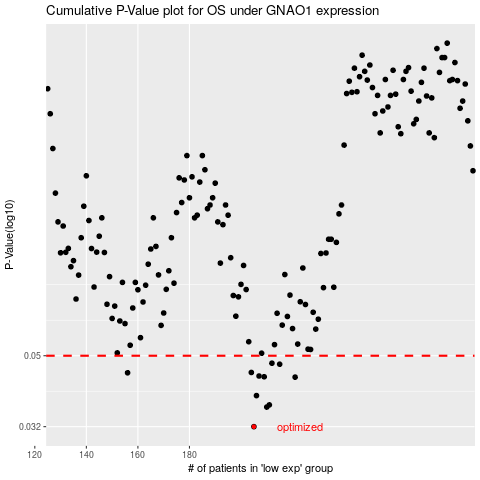 Cumulative P-Value plot for OS under GNAO1 expression
P-Value(log10)
0.05
0.032
optimized
120 140 160 180
# of patients in 'low exp' group